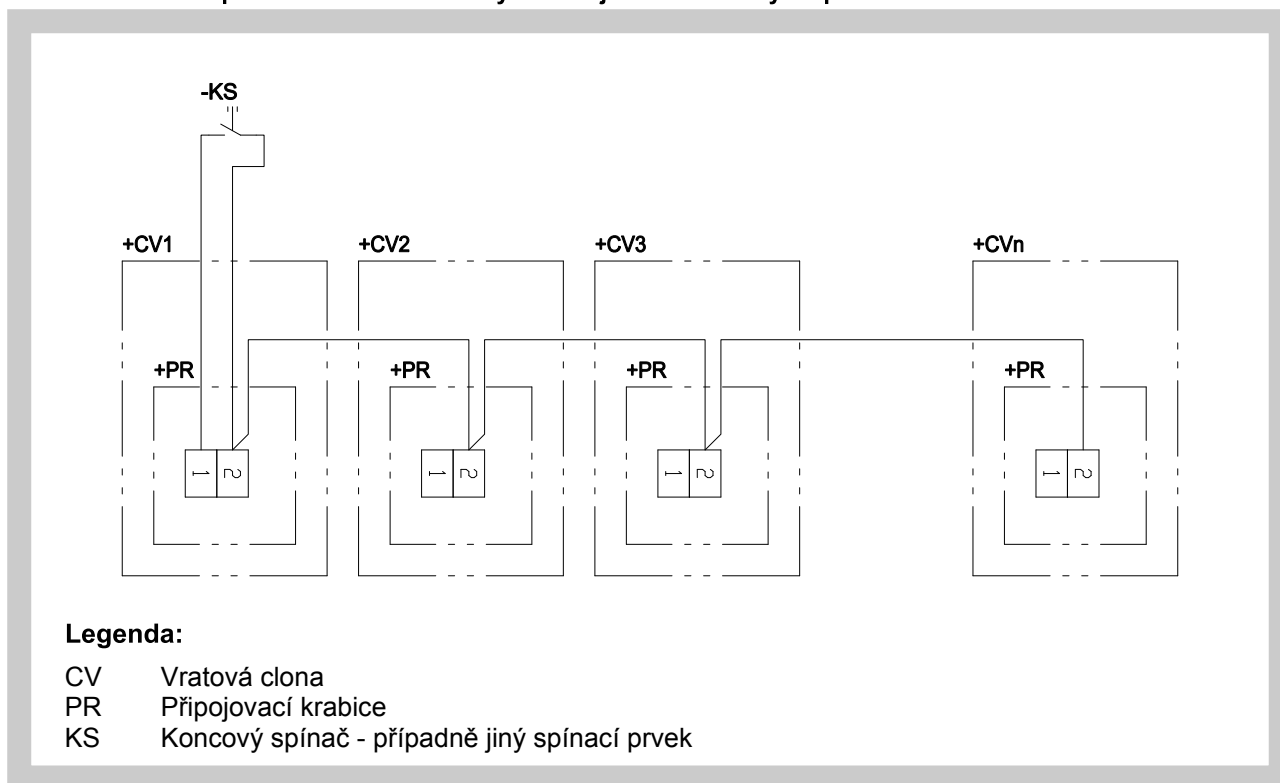 -KS
+CV1 +CV2 +CV3 +CVn
+PR +PR +PR +PR
1 2 1 2 1 2 1 2
Legenda:
CV Vratová clona
PR Připojovací krabice
KS Koncový spínač - případně jiný spínací prvek